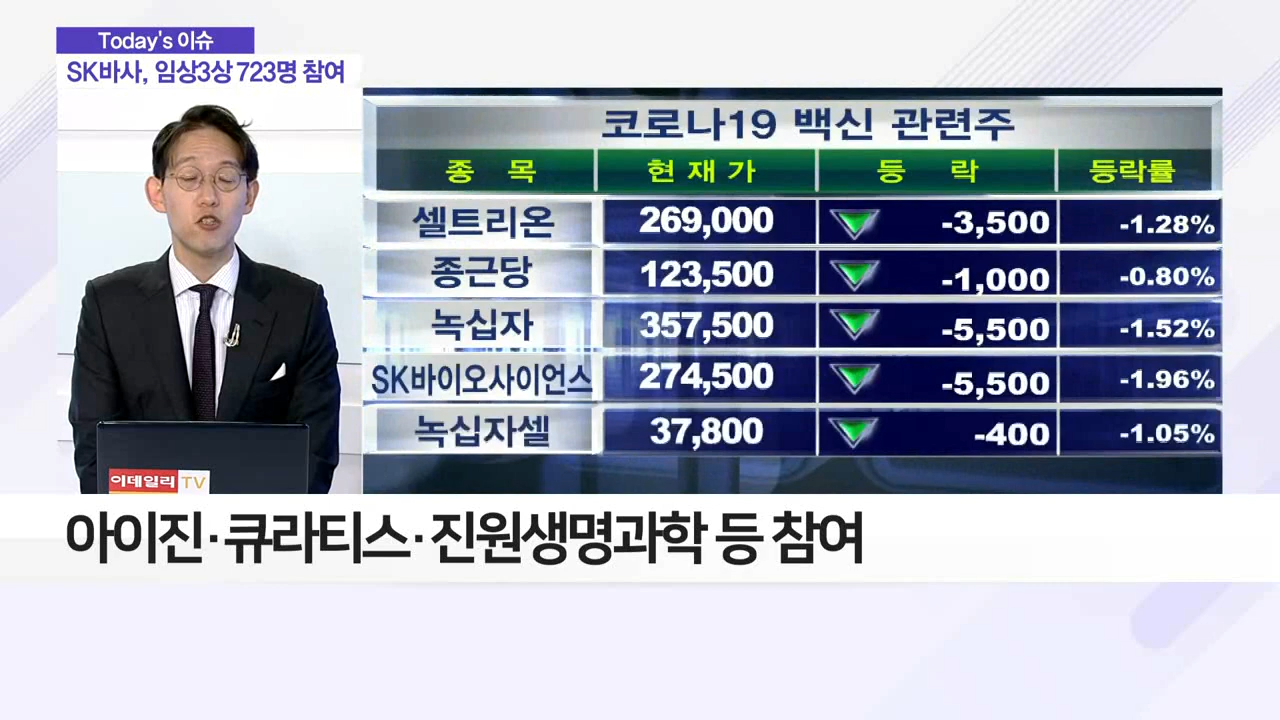 Today's 이슈
SK바사, 임상3상 723명 참여
코로나19 백신 관련주
종 목 현 재 가 등 락 등락률
셀트리온 269,000 -3,500 -1.28%
종근당 123,500 -1,000 -0.80%
녹십자 357,500 -5,500 -1.52%
SK바이오사이언스 274,500 -5,500 -1.96%
녹십자셀 37,800 -400 -1.05%
이데일리 TV
아이진·큐라티스·진원생명과학 등 참여